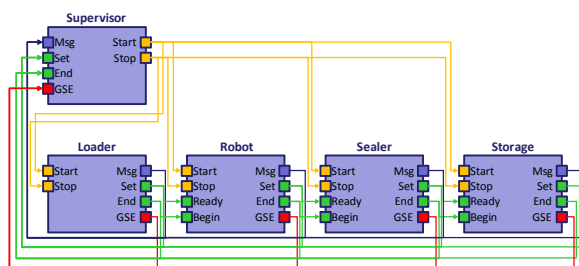 Supervisor
Msg Start
Set Stop
End
GSE
Loader Robot Sealer Storage
Start Msg Start Msg Start Msg Start Msg
Stop Set Stop Set Stop Set Stop Set
End Ready End Ready End Ready End
GSE Begin GSE Begin GSE Begin GSE